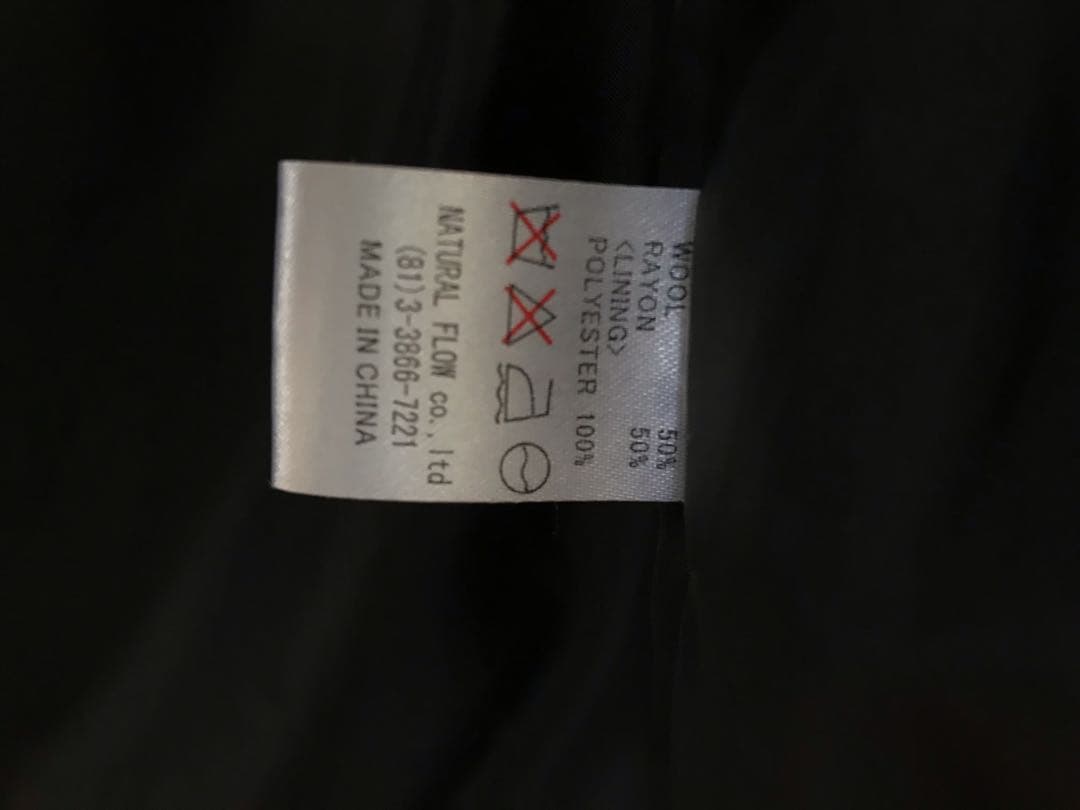 WOOL 50%
RAYON 50%
<LINING>
POLYESTER 100%
NATURAL FLOW co., ltd
(81)3-3866-7221
MADE IN CHINA